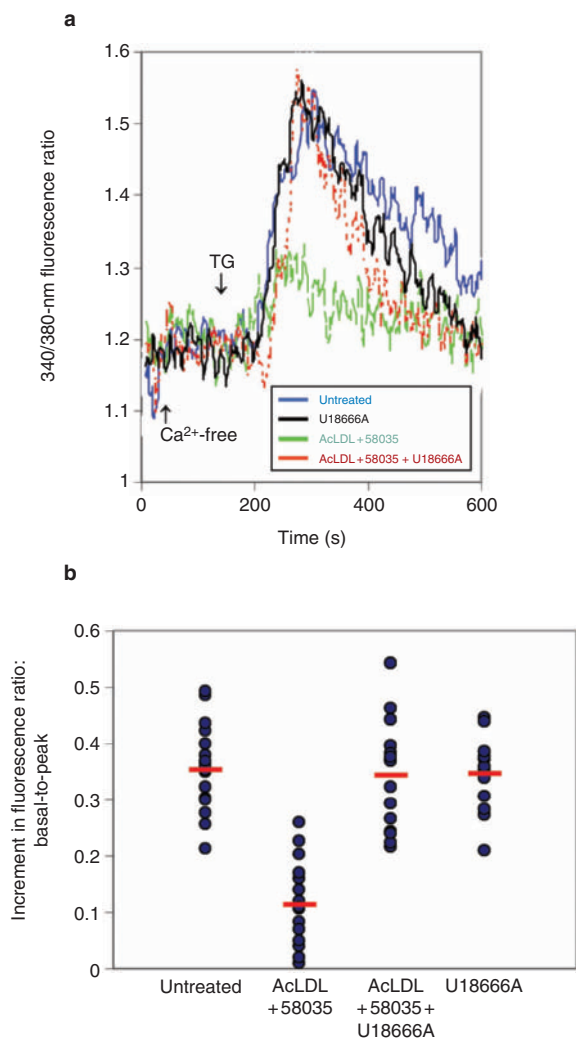 a
1.6
1.5
1.4
1.3
1.2
1.1
1
340/380-nm fluorescence ratio
TG
Ca²⁺-free
Untreated
U18666A
AcLDL+58035
AcLDL+58035 + U18666A
0
200
400
600
Time (s)
b
0.6
0.5
0.4
0.3
0.2
0.1
0
Increment in fluorescence ratio:
basal-to-peak
Untreated
AcLDL
+58035
AcLDL
+58035+
U18666A
U18666A